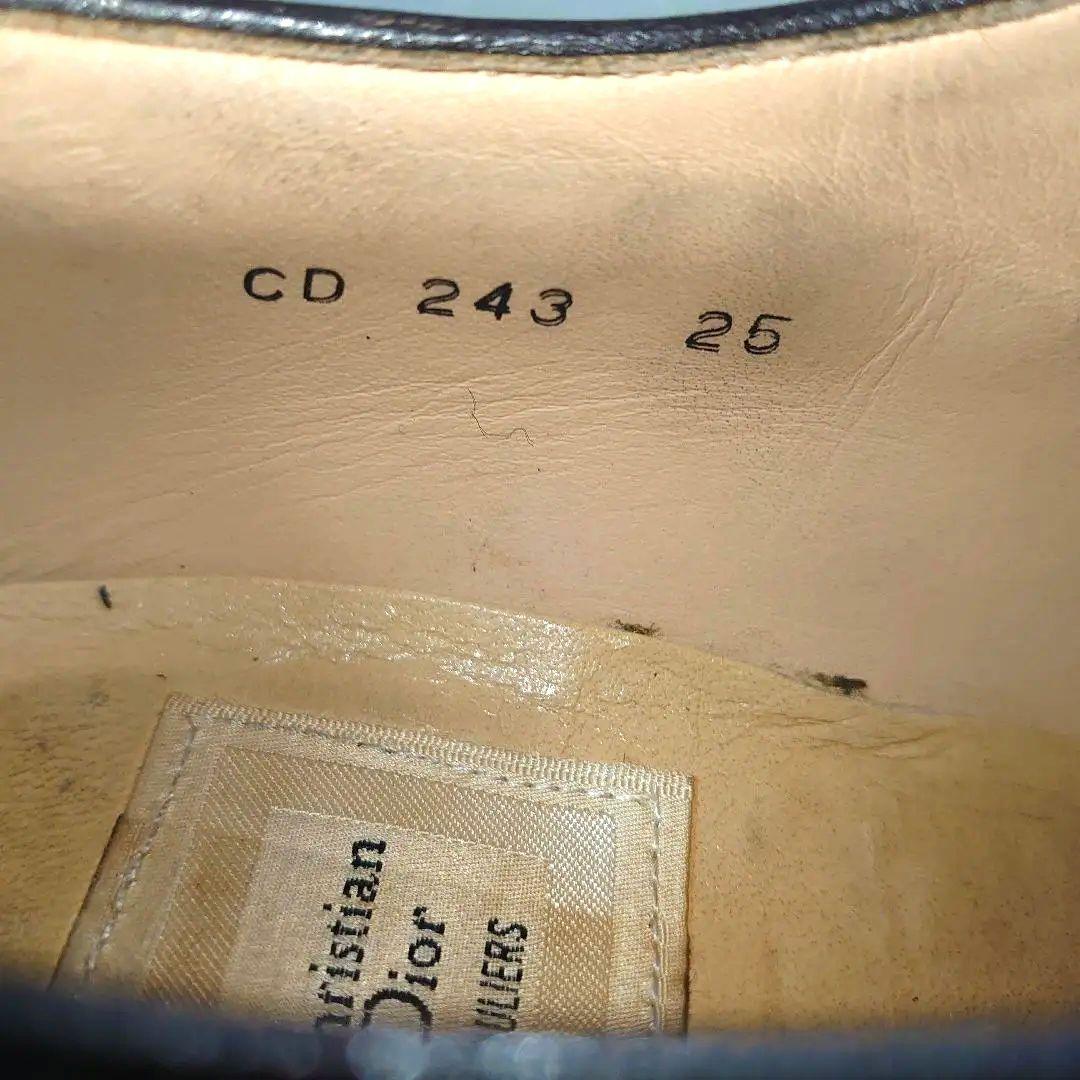 CD 243 25
ristian
Dior
ULIERS